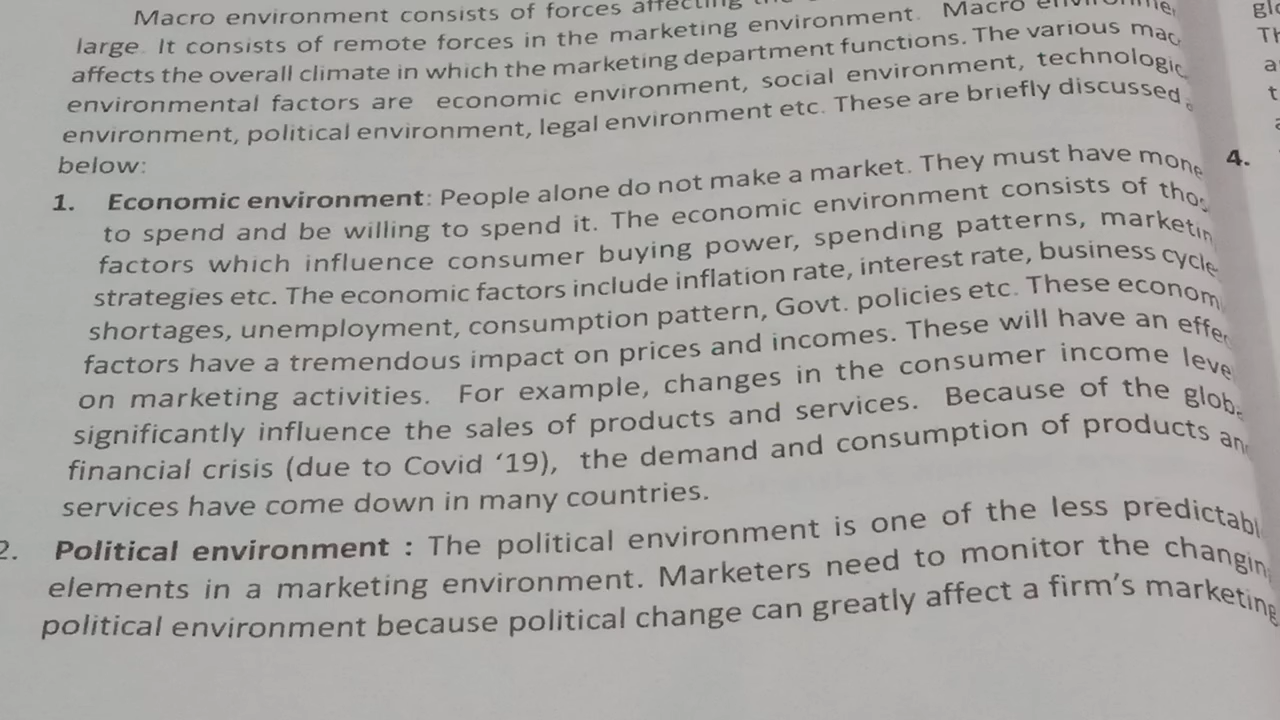 Macro environment consists of forces affecting
large. It consists of remote forces in the marketing environment. Macro
affects the overall climate in which the marketing department functions. The various
environmental factors are economic environment, social environment,
environment, political environment, legal environment etc. These are briefly discussed
below:
1. Economic environment: People alone do not make a market. They must have
to spend and be willing to spend it. The economic environment consists of
factors which influence consumer buying power, spending patterns,
strategies etc. The economic factors include inflation rate, interest rate, business
shortages, unemployment, consumption pattern, Govt. policies etc. These
factors have a tremendous impact on prices and incomes. These will have an
on marketing activities. For example, changes in the consumer income
significantly influence the sales of products and services. Because of the
financial crisis (due to Covid ‘19), the demand and consumption of products
services have come down in many countries.
2. Political environment : The political environment is one of the less
elements in a marketing environment. Marketers need to monitor the
political environment because political change can greatly affect a firm’s marketing
4.